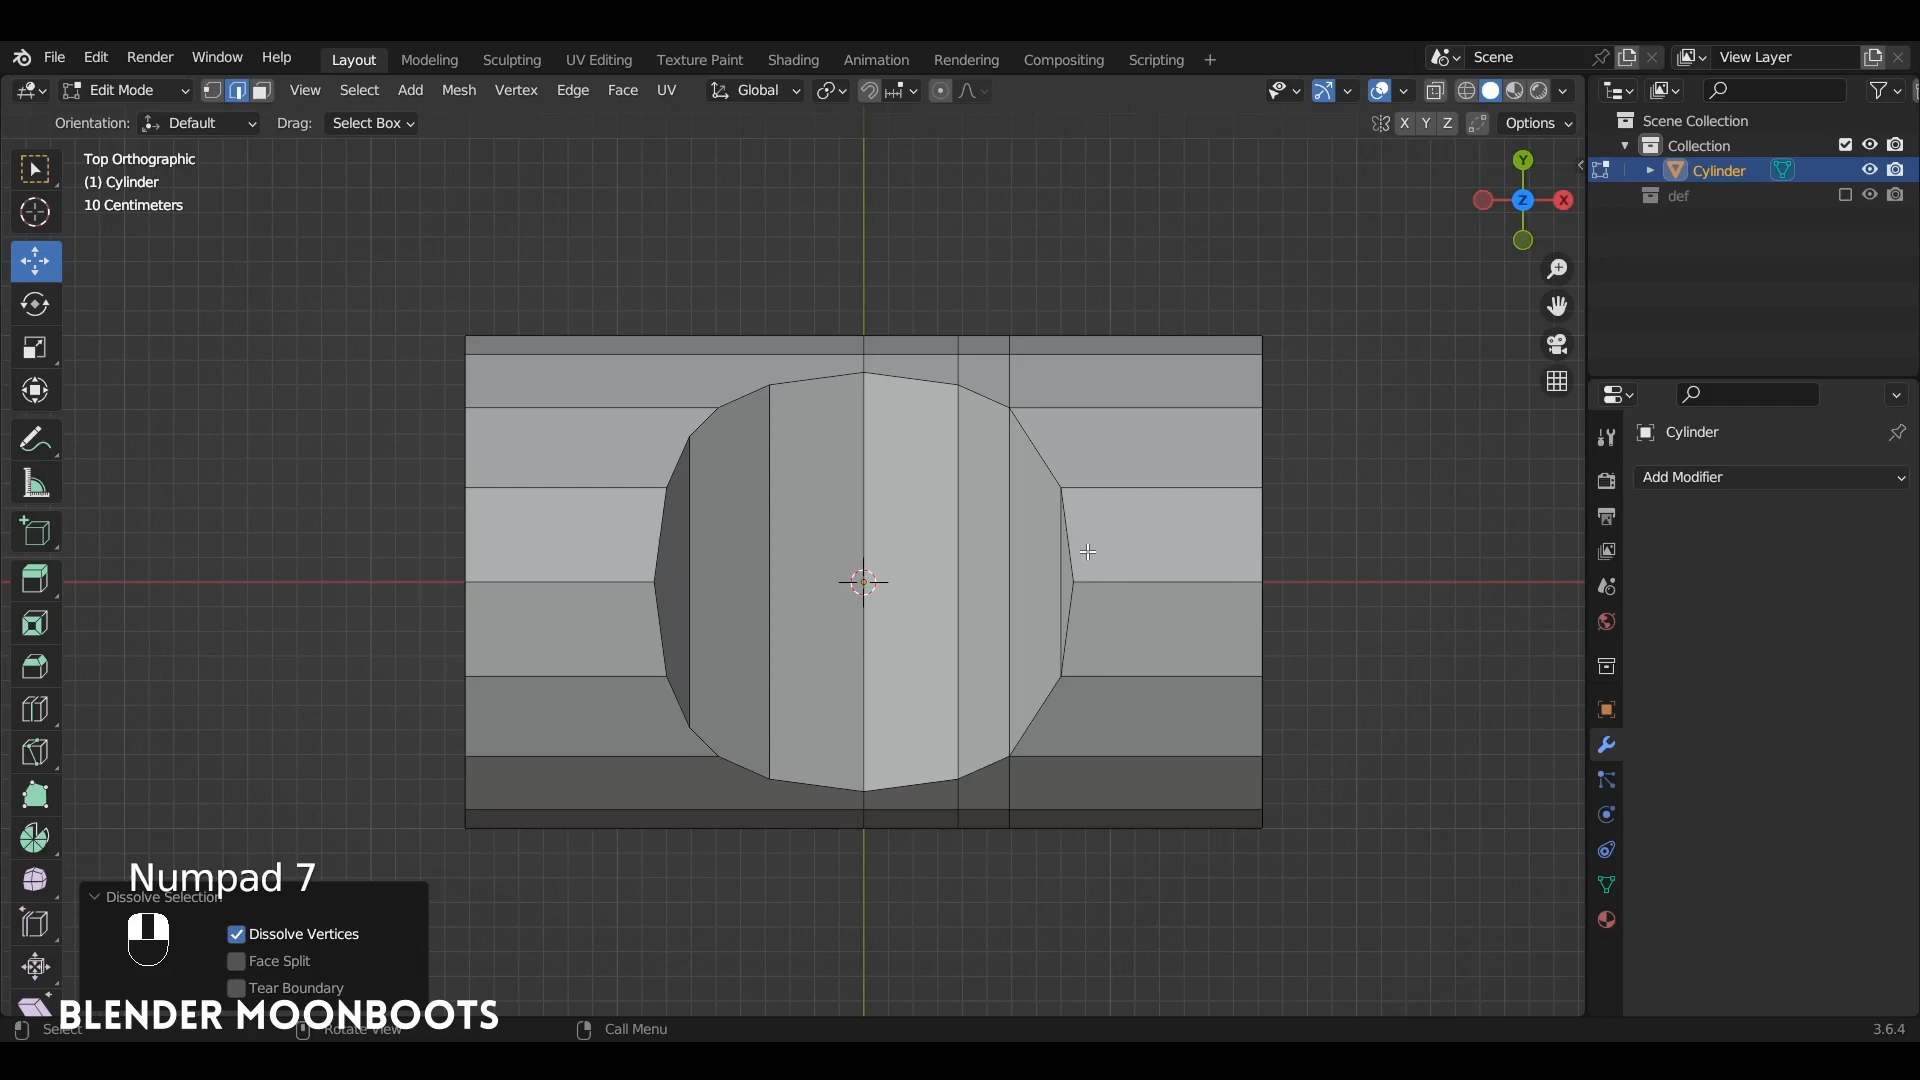 File Edit Render Window Help Layout Modeling Sculpting UV Editing Texture Paint Shading Animation Rendering Compositing Scripting + Scene View Layer
Edit Mode View Select Add Mesh Vertex Edge Face UV Global
Orientation: Default Drag: Select Box X Y Z Options
Scene Collection
Collection
Cylinder
def
Top Orthographic
(1) Cylinder
10 Centimeters
Y
Z X
Cylinder
Add Modifier
Numpad 7
Dissolve Selection
Dissolve Vertices
Face Split
Tear Boundary
BLENDER MOONBOOTS
Select Rotate View Call Menu 3.6.4